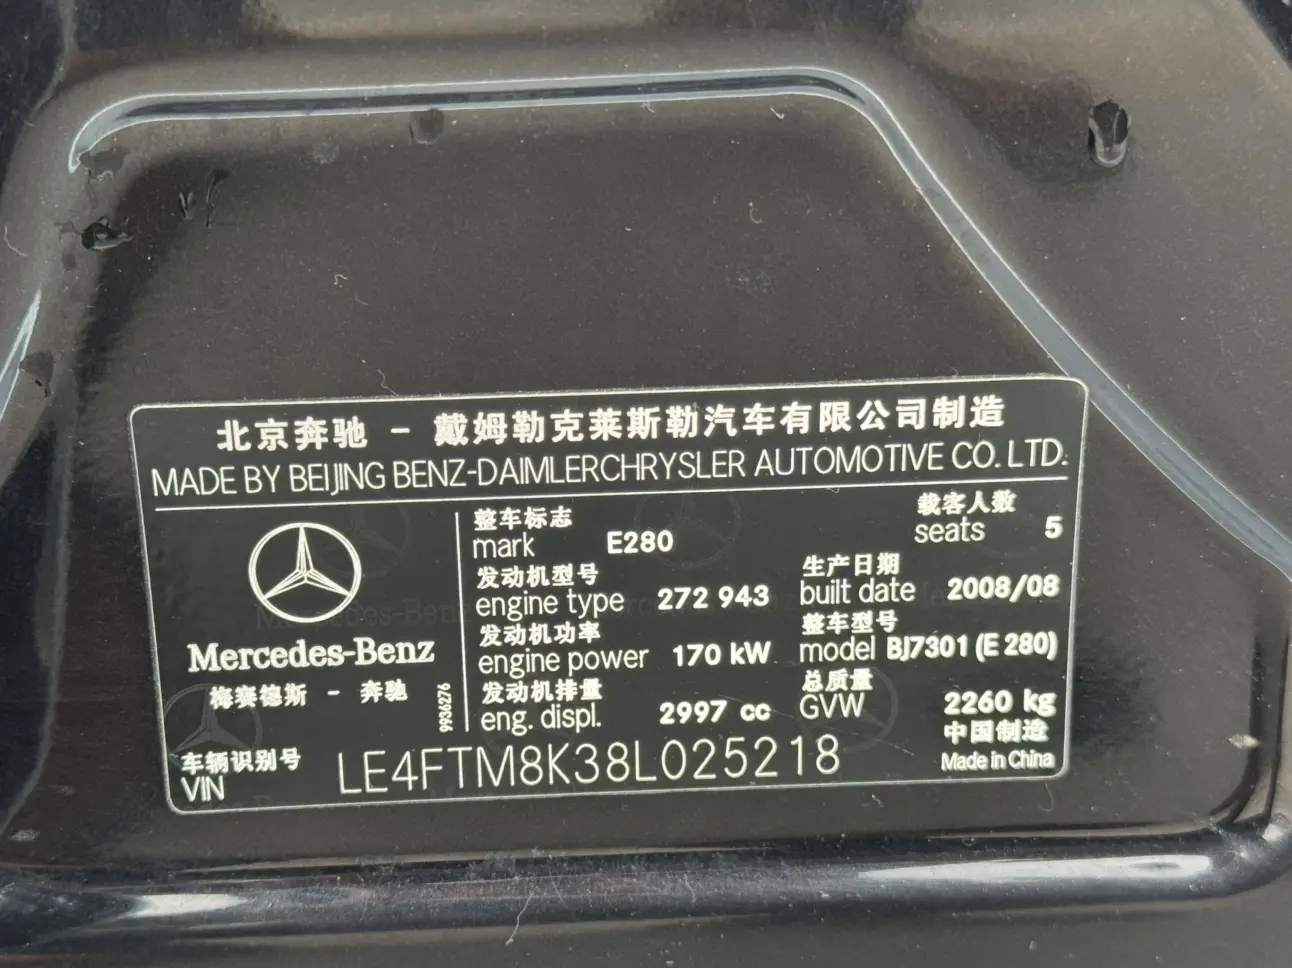 北京奔驰 - 戴姆勒克莱斯勒汽车有限公司制造
MADE BY BEIJING BENZ-DAIMLERCHRYSLER AUTOMOTIVE CO. LTD.
Mercedes-Benz
梅赛德斯 - 奔驰
9936276
整车标志
mark E280
载客人数
seats 5
发动机型号
engine type 272 943
生产日期
built date 2008/08
发动机功率
engine power 170 kW
整车型号
model BJ7301 (E 280)
发动机排量
eng. displ. 2997 cc
总质量
GVW 2260 kg
中国制造
Made in China
车辆识别号
VIN LE4FTM8K38L025218